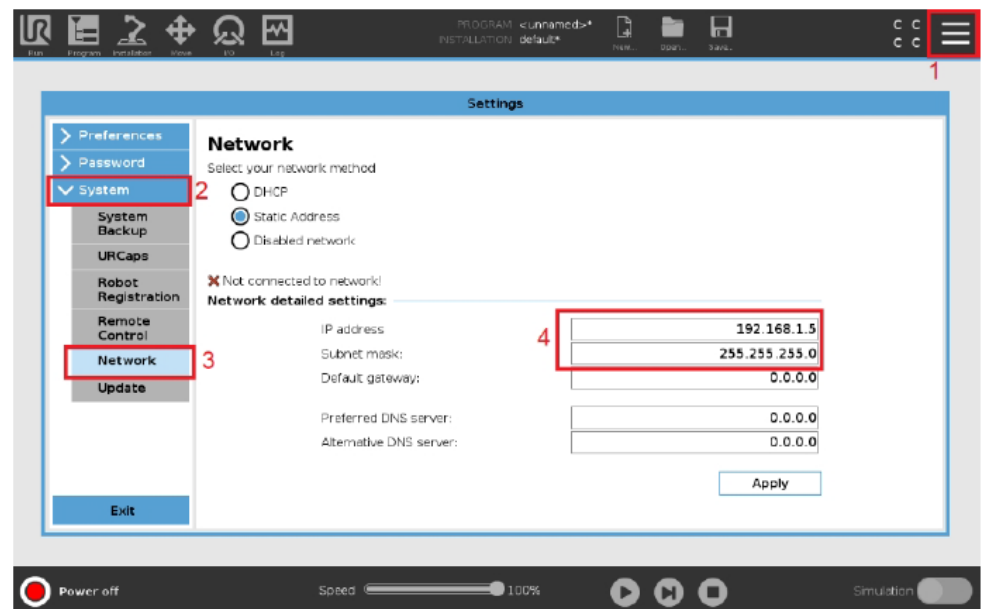 PROGRAM <unnamed>*
INSTALLATION default*
UR
Run
Program
Installation
Move
I/O
Log
New...
Open...
Save...
C C
C C
1
Settings
Preferences
Password
System
2
System
Backup
URCaps
Robot
Registration
Remote
Control
Network
3
Update
Exit
Network
Select your network method
DHCP
Static Address
Disabled network
Not connected to network!
Network detailed settings:
IP address
192.168.1.5
4
Subnet mask:
255.255.255.0
Default gateway:
0.0.0.0
Preferred DNS server:
0.0.0.0
Alternative DNS server:
0.0.0.0
Apply
Power off
Speed
100%
Simulation